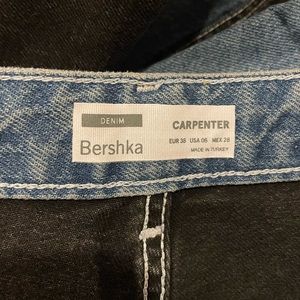 DENIM
CARPENTER
Bershka
EUR 38 USA 06 MEX 28
MADE IN TURKEY